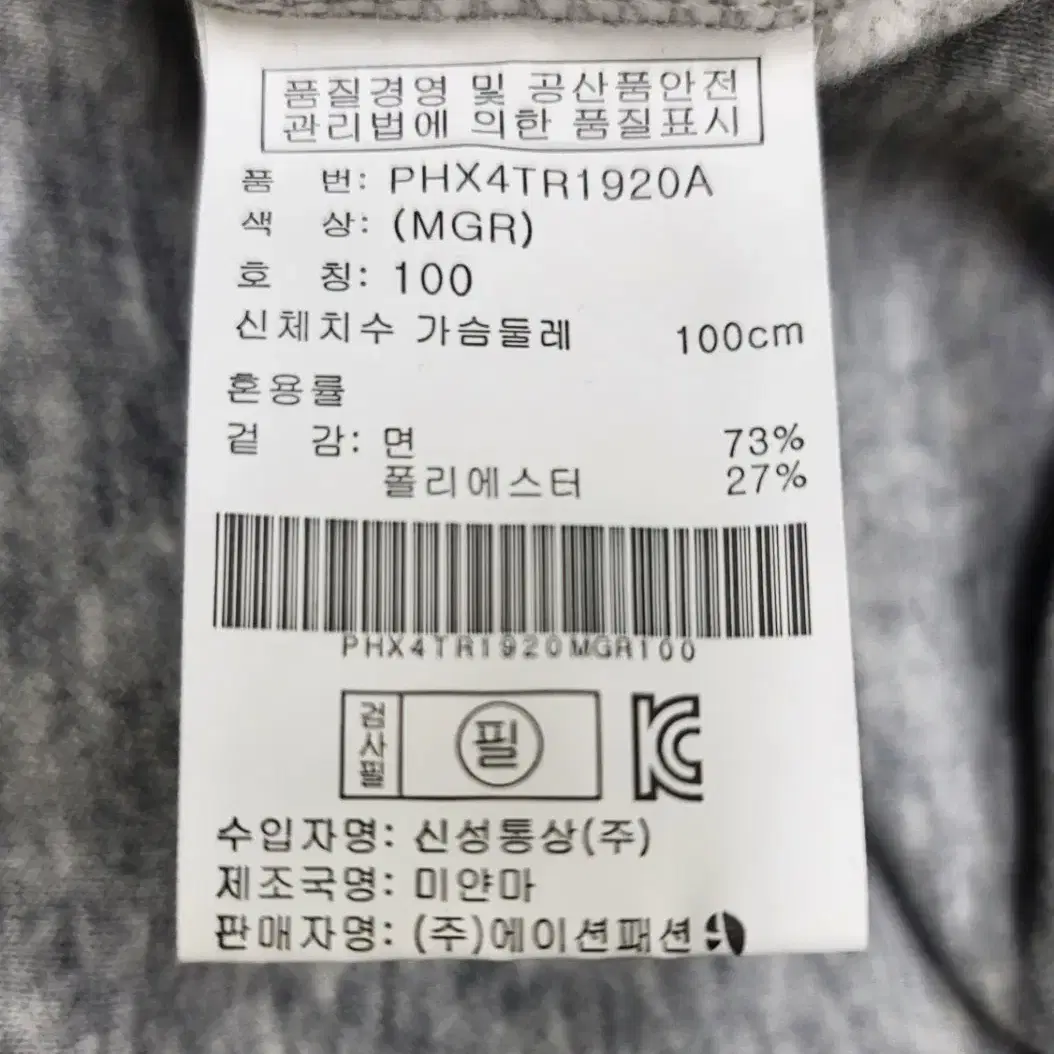 품질경영 및 공산품안전
관리법에 의한 품질표시
품 번: PHX4TR1920A
색 상: (MGR)
호 칭: 100
신체치수 가슴둘레 100cm
혼용률
겉 감: 면 73%
폴리에스터 27%
PHX4TR1920MGR100
검사필 필
수입자명: 신성통상(주)
제조국명: 미얀마
판매자명: (주)에이션패션